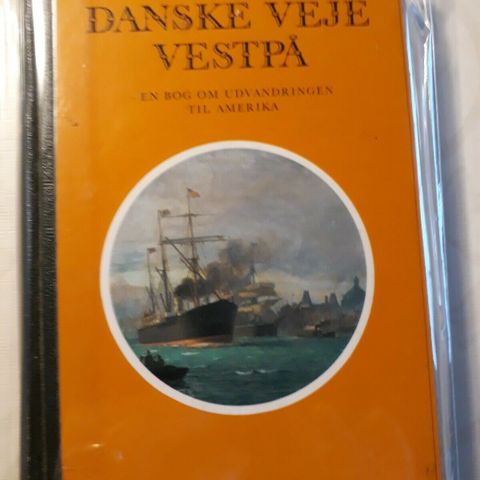 DANSKE VEJE
VESTPÅ
EN BOG OM UDVANDRINGEN
TIL AMERIKA